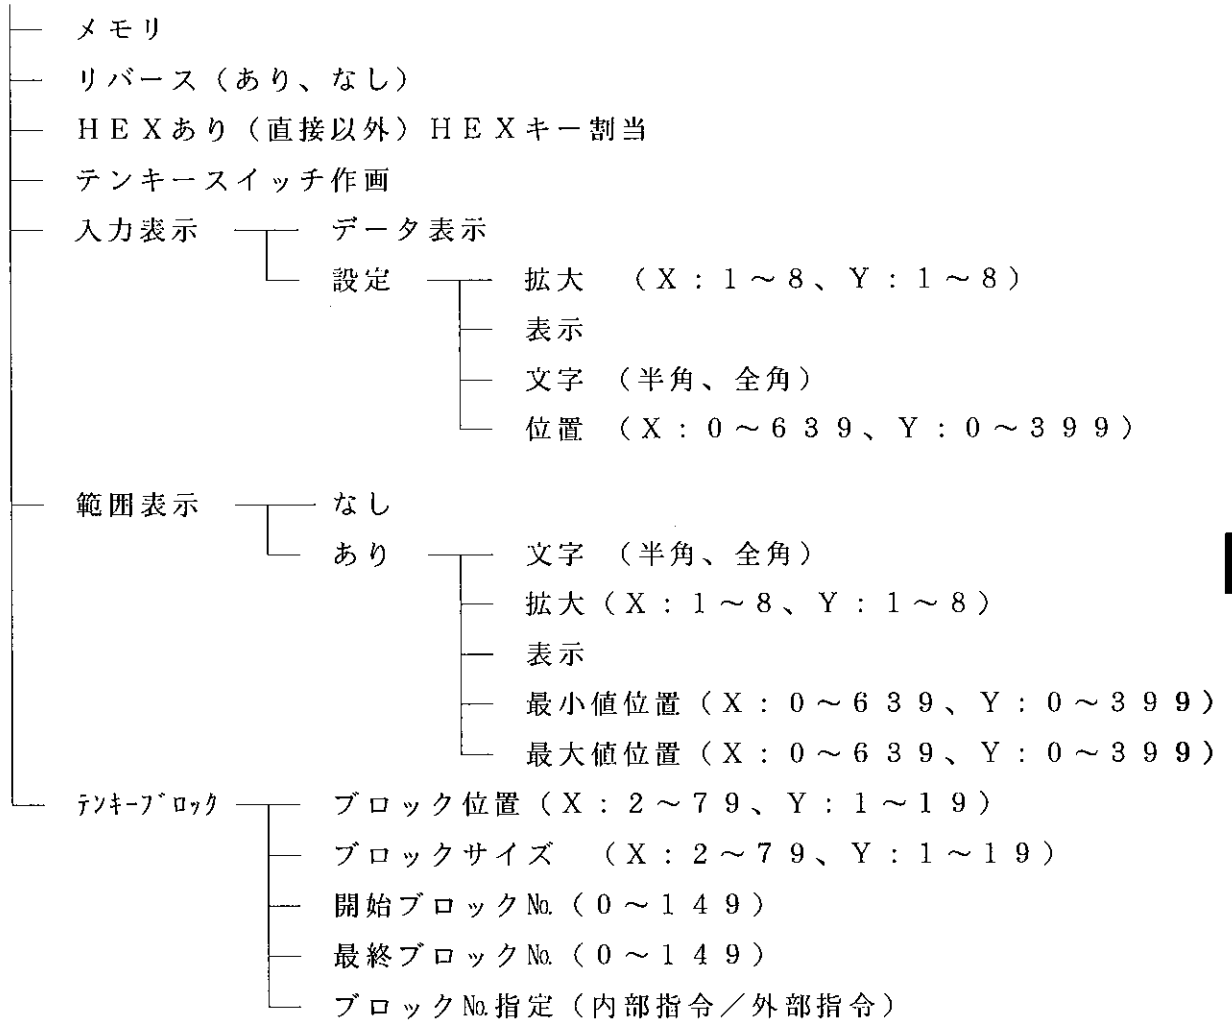 メモリ
リバース（あり、なし）
ＨＥＸあり（直接以外）ＨＥＸキー割当
テンキースイッチ作画
入力表示 データ表示
設定 拡大 （Ｘ：１～８、Ｙ：１～８）
表示
文字 （半角、全角）
位置 （Ｘ：０～６３９、Ｙ：０～３９９）
範囲表示 なし
あり 文字 （半角、全角）
拡大（Ｘ：１～８、Ｙ：１～８）
表示
最小値位置（Ｘ：０～６３９、Ｙ：０～３９９）
最大値位置（Ｘ：０～６３９、Ｙ：０～３９９）
ﾃﾝｷｰﾌﾞﾛｯｸ ブロック位置（Ｘ：２～７９、Ｙ：１～１９）
ブロックサイズ （Ｘ：２～７９、Ｙ：１～１９）
開始ブロック№（０～１４９）
最終ブロック№（０～１４９）
ブロック№指定（内部指令／外部指令）